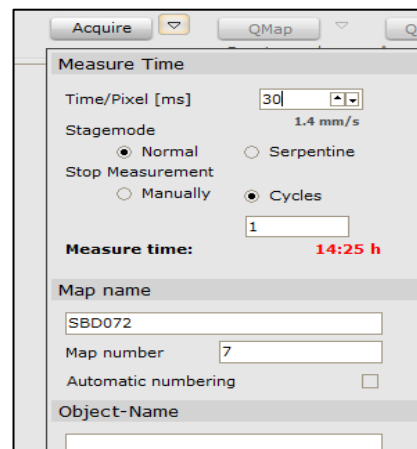 Acquire QMap Q
Measure Time
Time/Pixel [ms] 30
1.4 mm/s
Stagemode
Normal Serpentine
Stop Measurement
Manually Cycles
1
Measure time: 14:25 h
Map name
SBD072
Map number 7
Automatic numbering
Object-Name